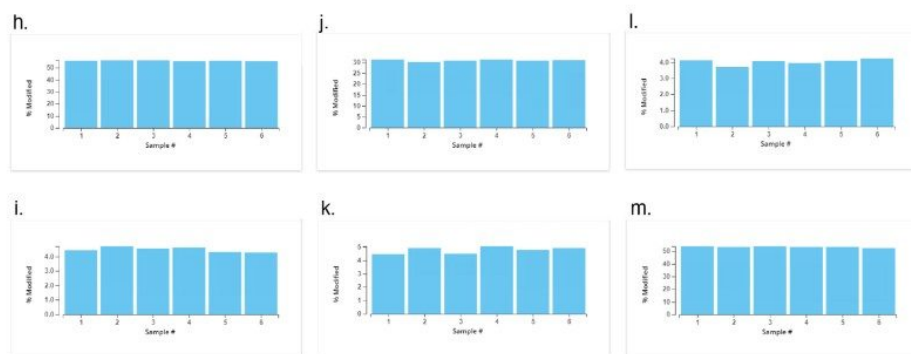 h.
% Modified
50
40
30
20
10
0
1 2 3 4 5 6
Sample #
j.
% Modified
30
25
20
15
10
5
0
1 2 3 4 5 6
Sample #
l.
% Modified
4.0
3.0
2.0
1.0
0.0
1 2 3 4 5 6
Sample #
i.
% Modified
4.0
3.0
2.0
1.0
0.0
1 2 3 4 5 6
Sample #
k.
% Modified
5
4
3
2
1
0
1 2 3 4 5 6
Sample #
m.
% Modified
50
40
30
20
10
0
1 2 3 4 5 6
Sample #